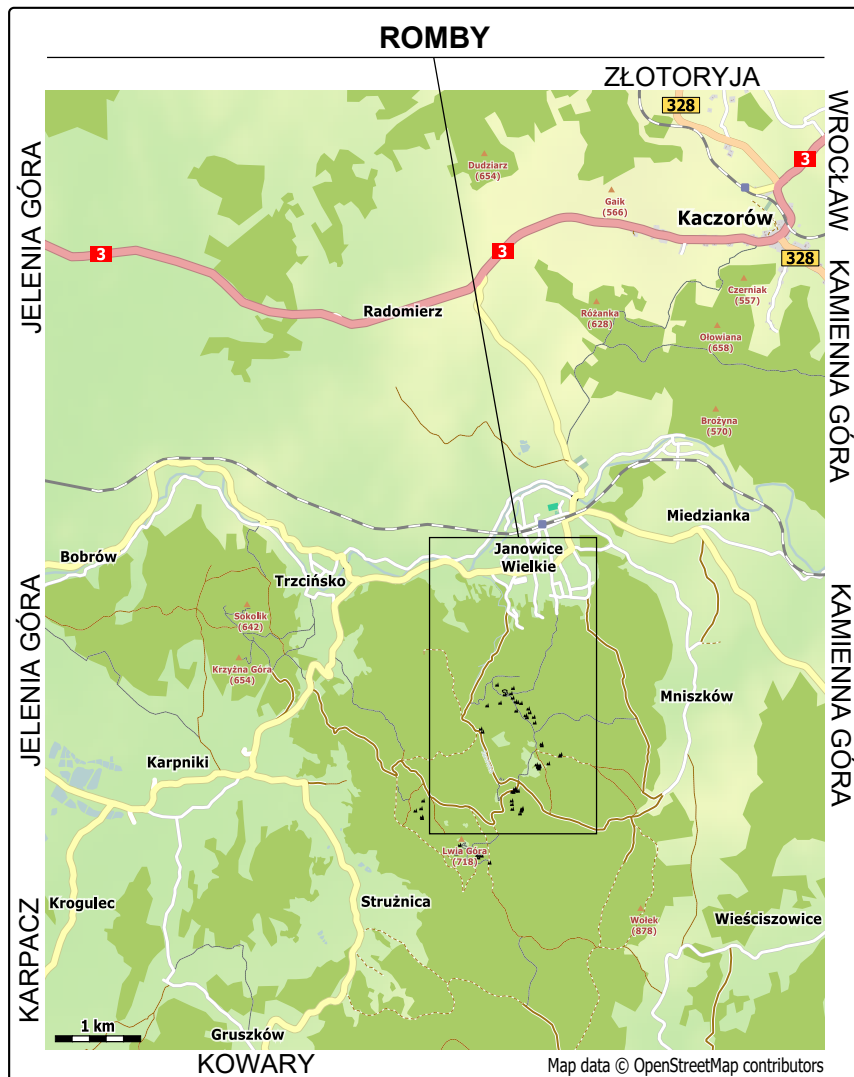 ROMBY
ZŁOTORYJA
328
WROCŁAW
3
Dudziarz
(654)
Gaik
(566)
Kaczorów
JELENIA GÓRA
3
3
328
KAMIENNA GÓRA
Czerniak
(557)
Radomierz
Różanka
(628)
Ołowiana
(658)
Brożyna
(570)
Miedzianka
Bobrów
Janowice
Wielkie
Trzcińsko
JELENIA GÓRA
Sokolik
(642)
KAMIENNA GÓRA
Krzyżna Góra
(654)
Mniszków
Karpniki
Lwia Góra
(718)
KARPACZ
Krogulec
Strużnica
Wołek
(878)
Wieściszowice
1 km
Gruszków
KOWARY
Map data © OpenStreetMap contributors